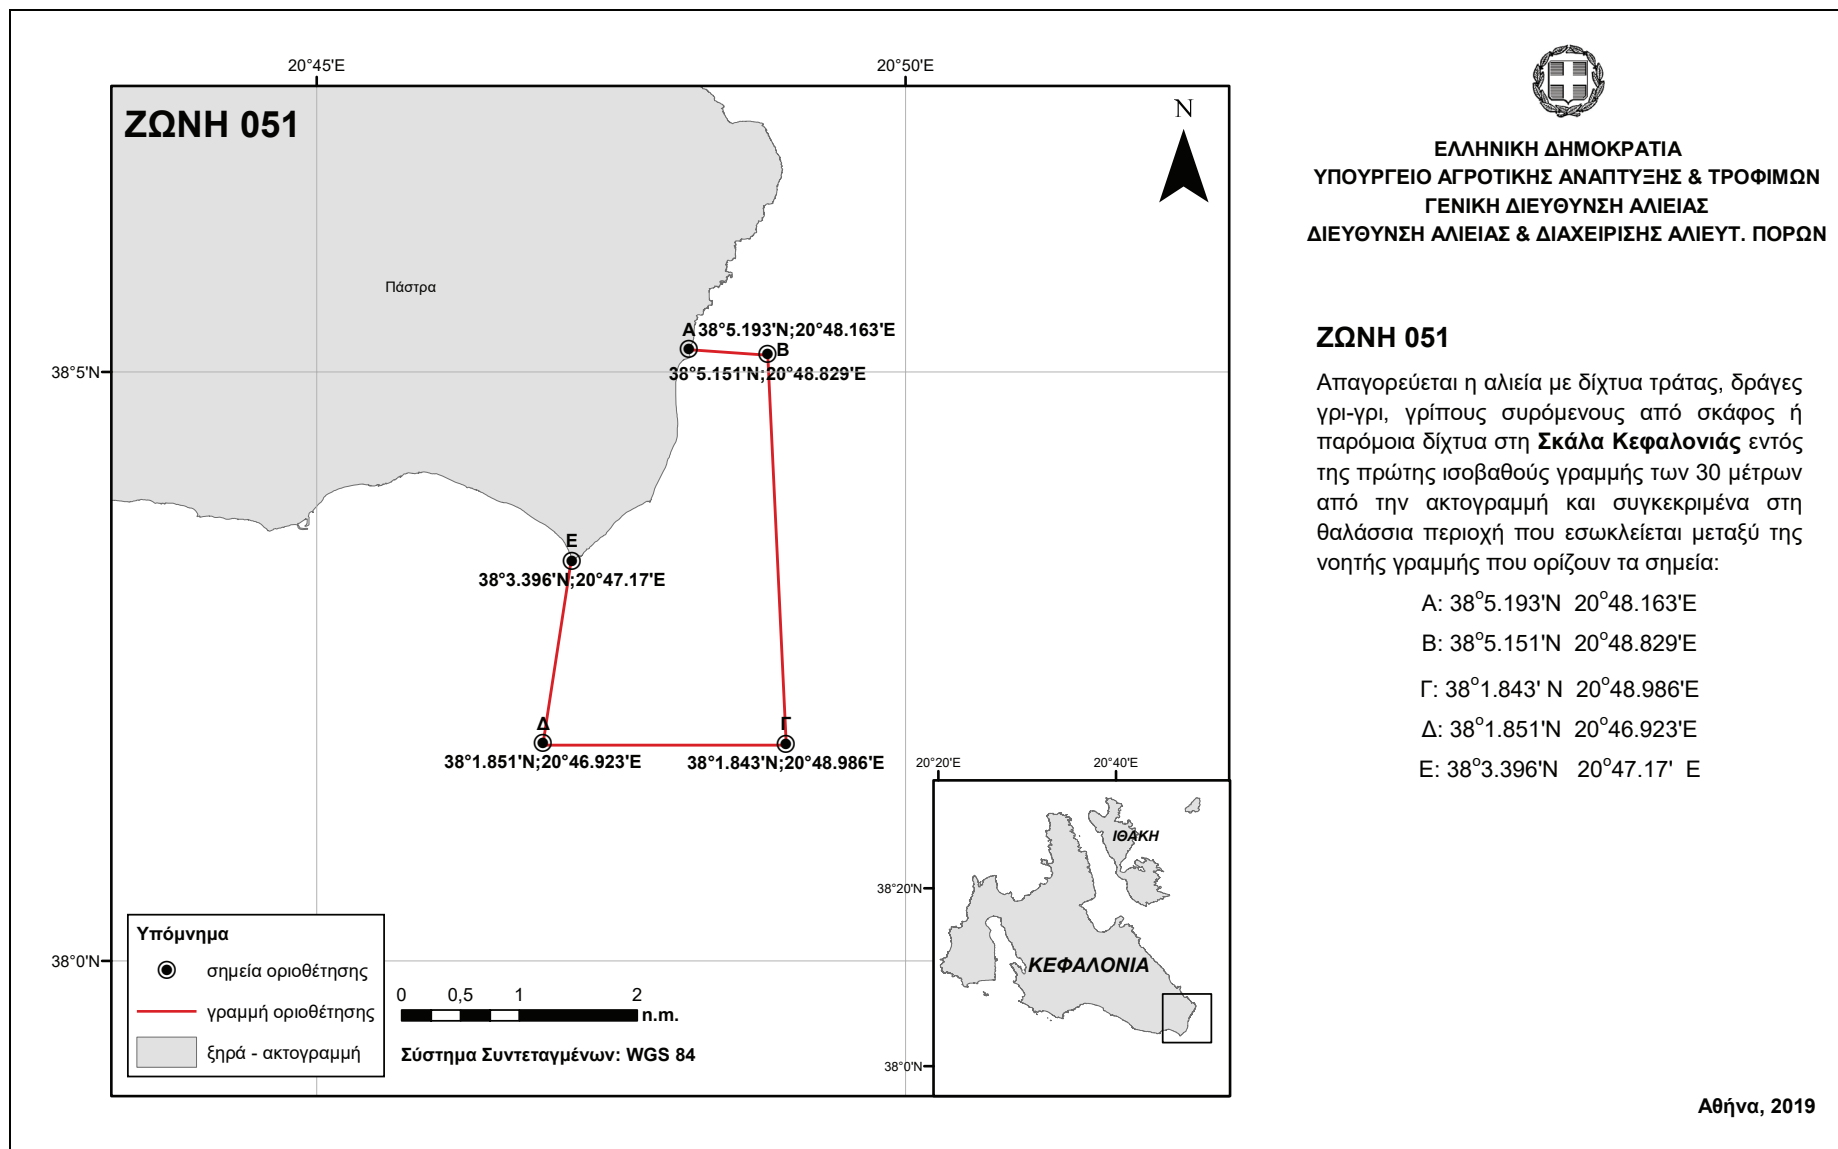 20°45'E
20°50'E
ΖΩΝΗ 051
N
Πάστρα
Α 38°5.193'N;20°48.163'E
Β
38°5'N
38°5.151'N;20°48.829'E
Ε
38°3.396'N;20°47.17'E
Δ
Γ
38°1.851'N;20°46.923'E
38°1.843'N;20°48.986'E
38°0'N
Υπόμνημα
σημεία οριοθέτησης
γραμμή οριοθέτησης
ξηρά - ακτογραμμή
0 0,5 1 2
n.m.
Σύστημα Συντεταγμένων: WGS 84
20°20'E
20°40'E
ΙΘΑΚΗ
38°20'N
ΚΕΦΑΛΟΝΙΑ
38°0'N
ΕΛΛΗΝΙΚΗ ΔΗΜΟΚΡΑΤΙΑ
ΥΠΟΥΡΓΕΙΟ ΑΓΡΟΤΙΚΗΣ ΑΝΑΠΤΥΞΗΣ & ΤΡΟΦΙΜΩΝ
ΓΕΝΙΚΗ ΔΙΕΥΘΥΝΣΗ ΑΛΙΕΙΑΣ
ΔΙΕΥΘΥΝΣΗ ΑΛΙΕΙΑΣ & ΔΙΑΧΕΙΡΙΣΗΣ ΑΛΙΕΥΤ. ΠΟΡΩΝ
ΖΩΝΗ 051
Απαγορεύεται η αλιεία με δίχτυα τράτας, δράγες
γρι-γρι, γρίπους συρόμενους από σκάφος ή
παρόμοια δίχτυα στη Σκάλα Κεφαλονιάς εντός
της πρώτης ισοβαθούς γραμμής των 30 μέτρων
από την ακτογραμμή και συγκεκριμένα στη
θαλάσσια περιοχή που εσωκλείεται μεταξύ της
νοητής γραμμής που ορίζουν τα σημεία:
Α: 38°5.193'N 20°48.163'E
Β: 38°5.151'N 20°48.829'E
Γ: 38°1.843' N 20°48.986'E
Δ: 38°1.851'N 20°46.923'E
Ε: 38°3.396'N 20°47.17' E
Αθήνα, 2019